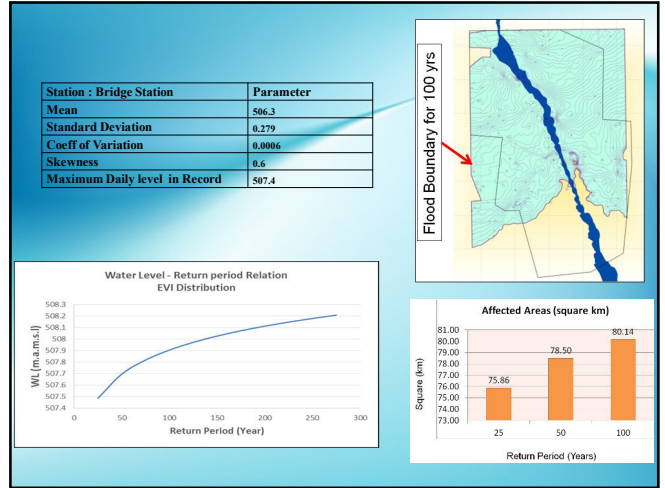 Station : Bridge Station Parameter
Mean 506.3
Standard Deviation 0.279
Coeff of Variation 0.0006
Skewness 0.6
Maximum Daily level in Record 507.4
Flood Boundary for 100 yrs
Water Level - Return period Relation
EVI Distribution
WL (m.a.m.s.l)
508.3
508.2
508.1
508
507.9
507.8
507.7
507.6
507.5
507.4
0 50 100 150 200 250 300
Return Period (Year)
Affected Areas (square km)
Square (km)
81.00
80.00
79.00
78.00
77.00
76.00
75.00
74.00
73.00
75.86
78.50
80.14
25 50 100
Return Period (Years)